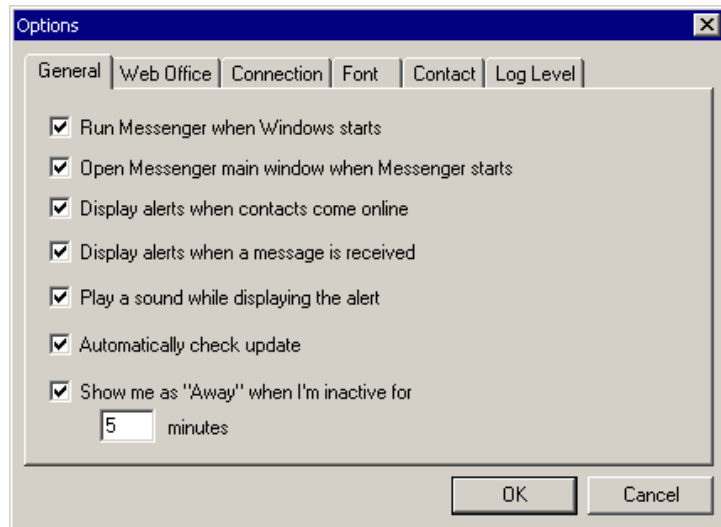 Options
General Web Office Connection Font Contact Log Level
Run Messenger when Windows starts
Open Messenger main window when Messenger starts
Display alerts when contacts come online
Display alerts when a message is received
Play a sound while displaying the alert
Automatically check update
Show me as "Away" when I'm inactive for
5 minutes
OK Cancel